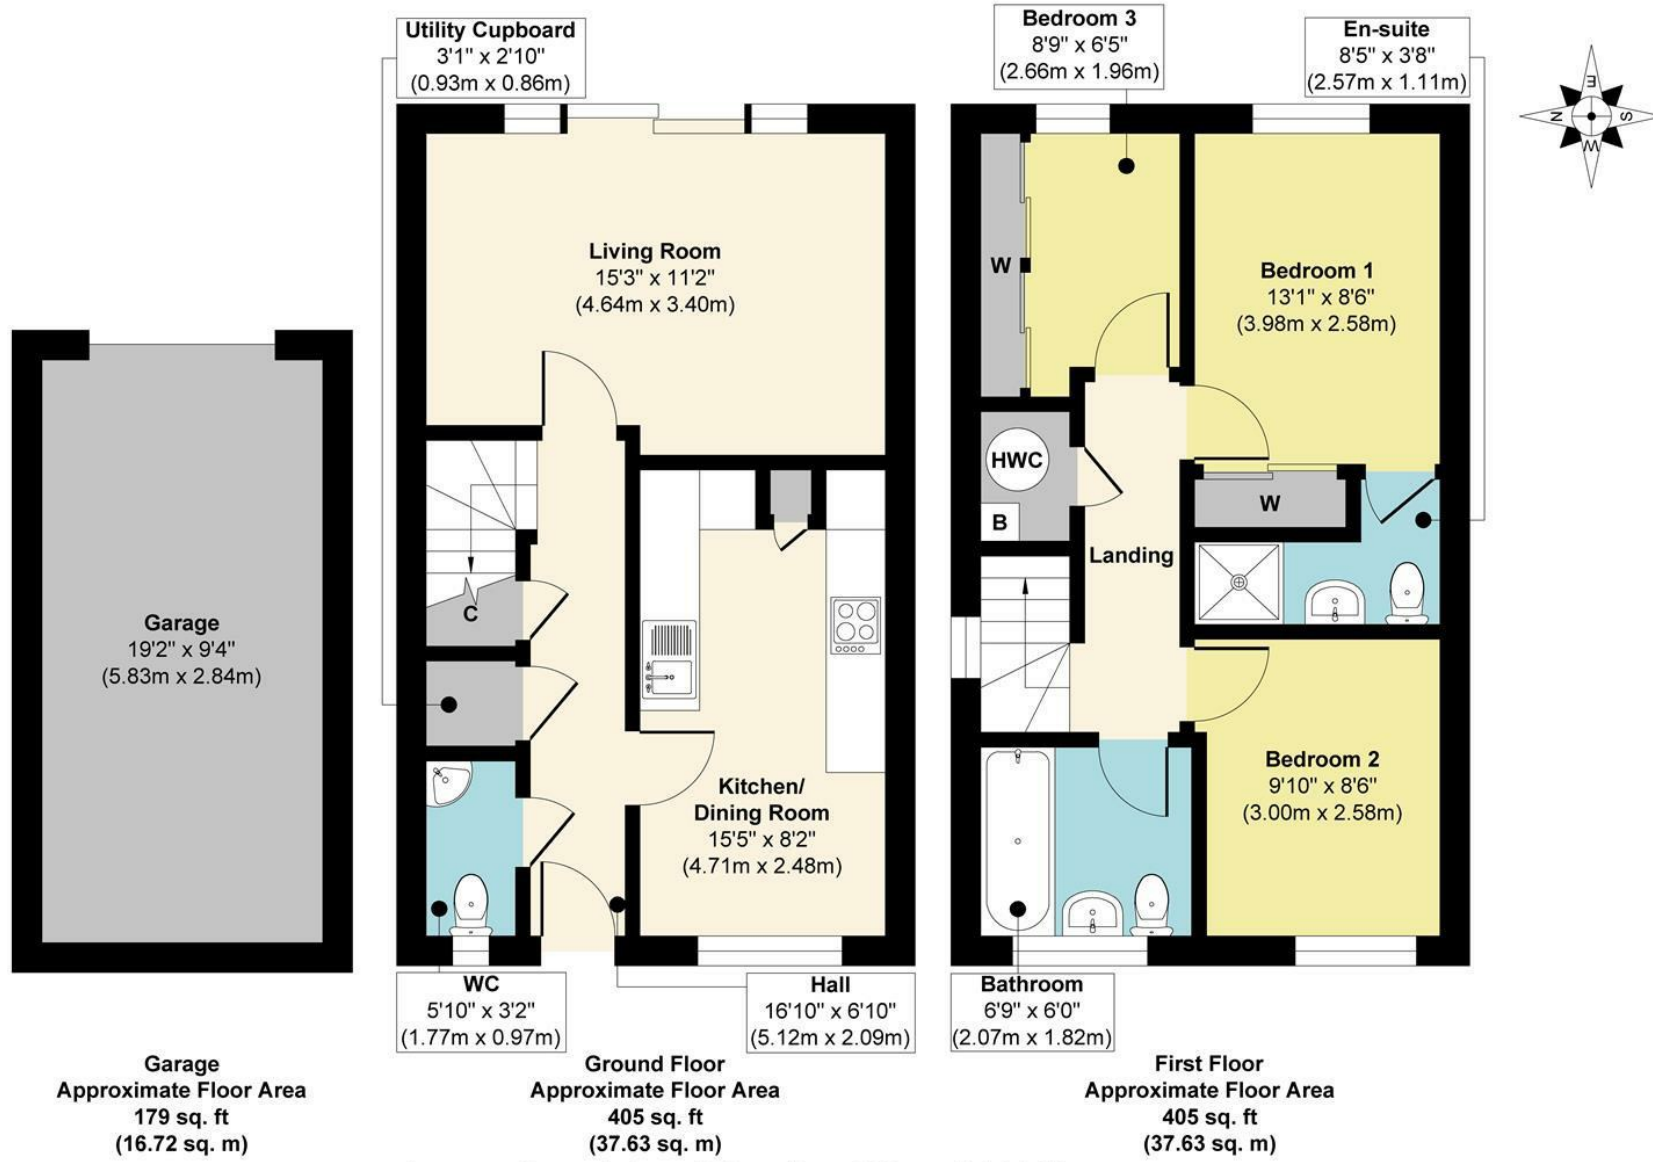 Utility Cupboard
3'1" x 2'10"
(0.93m x 0.86m)
Bedroom 3
8'9" x 6'5"
(2.66m x 1.96m)
En-suite
8'5" x 3'8"
(2.57m x 1.11m)
E
N
S
W
Living Room
15'3" x 11'2"
(4.64m x 3.40m)
W
Bedroom 1
13'1" x 8'6"
(3.98m x 2.58m)
HWC
B
W
Landing
C
Garage
19'2" x 9'4"
(5.83m x 2.84m)
Kitchen/
Dining Room
15'5" x 8'2"
(4.71m x 2.48m)
Bedroom 2
9'10" x 8'6"
(3.00m x 2.58m)
WC
5'10" x 3'2"
(1.77m x 0.97m)
Hall
16'10" x 6'10"
(5.12m x 2.09m)
Bathroom
6'9" x 6'0"
(2.07m x 1.82m)
Garage
Approximate Floor Area
179 sq. ft
(16.72 sq. m)
Ground Floor
Approximate Floor Area
405 sq. ft
(37.63 sq. m)
First Floor
Approximate Floor Area
405 sq. ft
(37.63 sq. m)